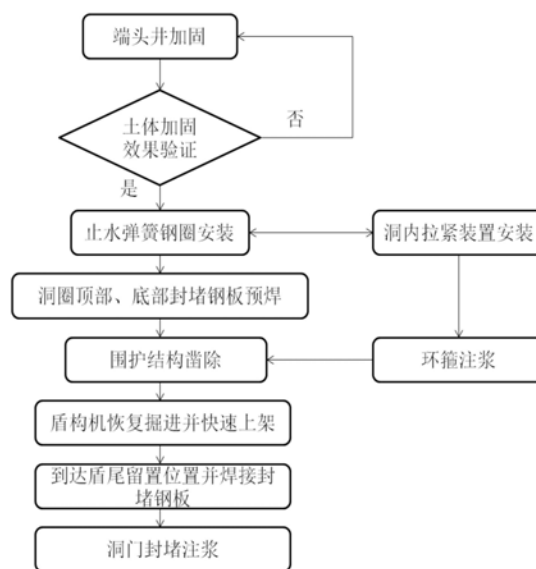 端头井加固
土体加固
效果验证
否
是
止水弹簧钢圈安装
洞内拉紧装置安装
洞圈顶部、底部封堵钢板预焊
围护结构凿除
环箍注浆
盾构机恢复掘进并快速上架
到达盾尾留置位置并焊接封
堵钢板
洞门封堵注浆